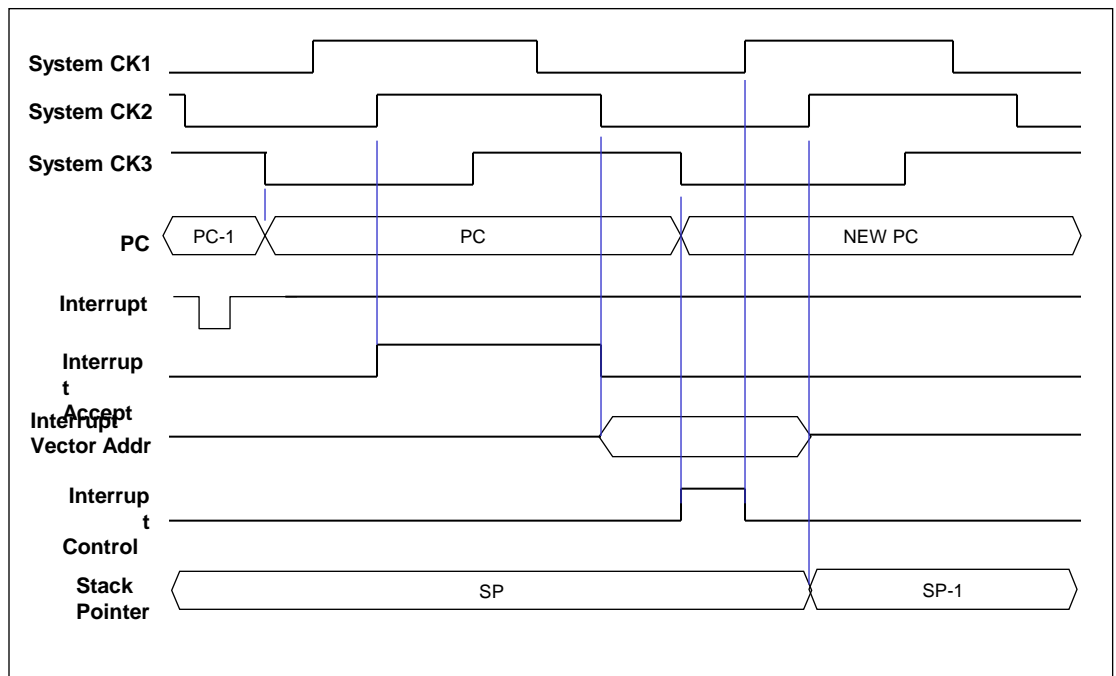 System CK1
System CK2
System CK3
PC
PC-1
PC
NEW PC
Interrupt
Interrup
t
Accept
Interrupt
Vector Addr
Interrup
t
Control
Stack
Pointer
SP
SP-1